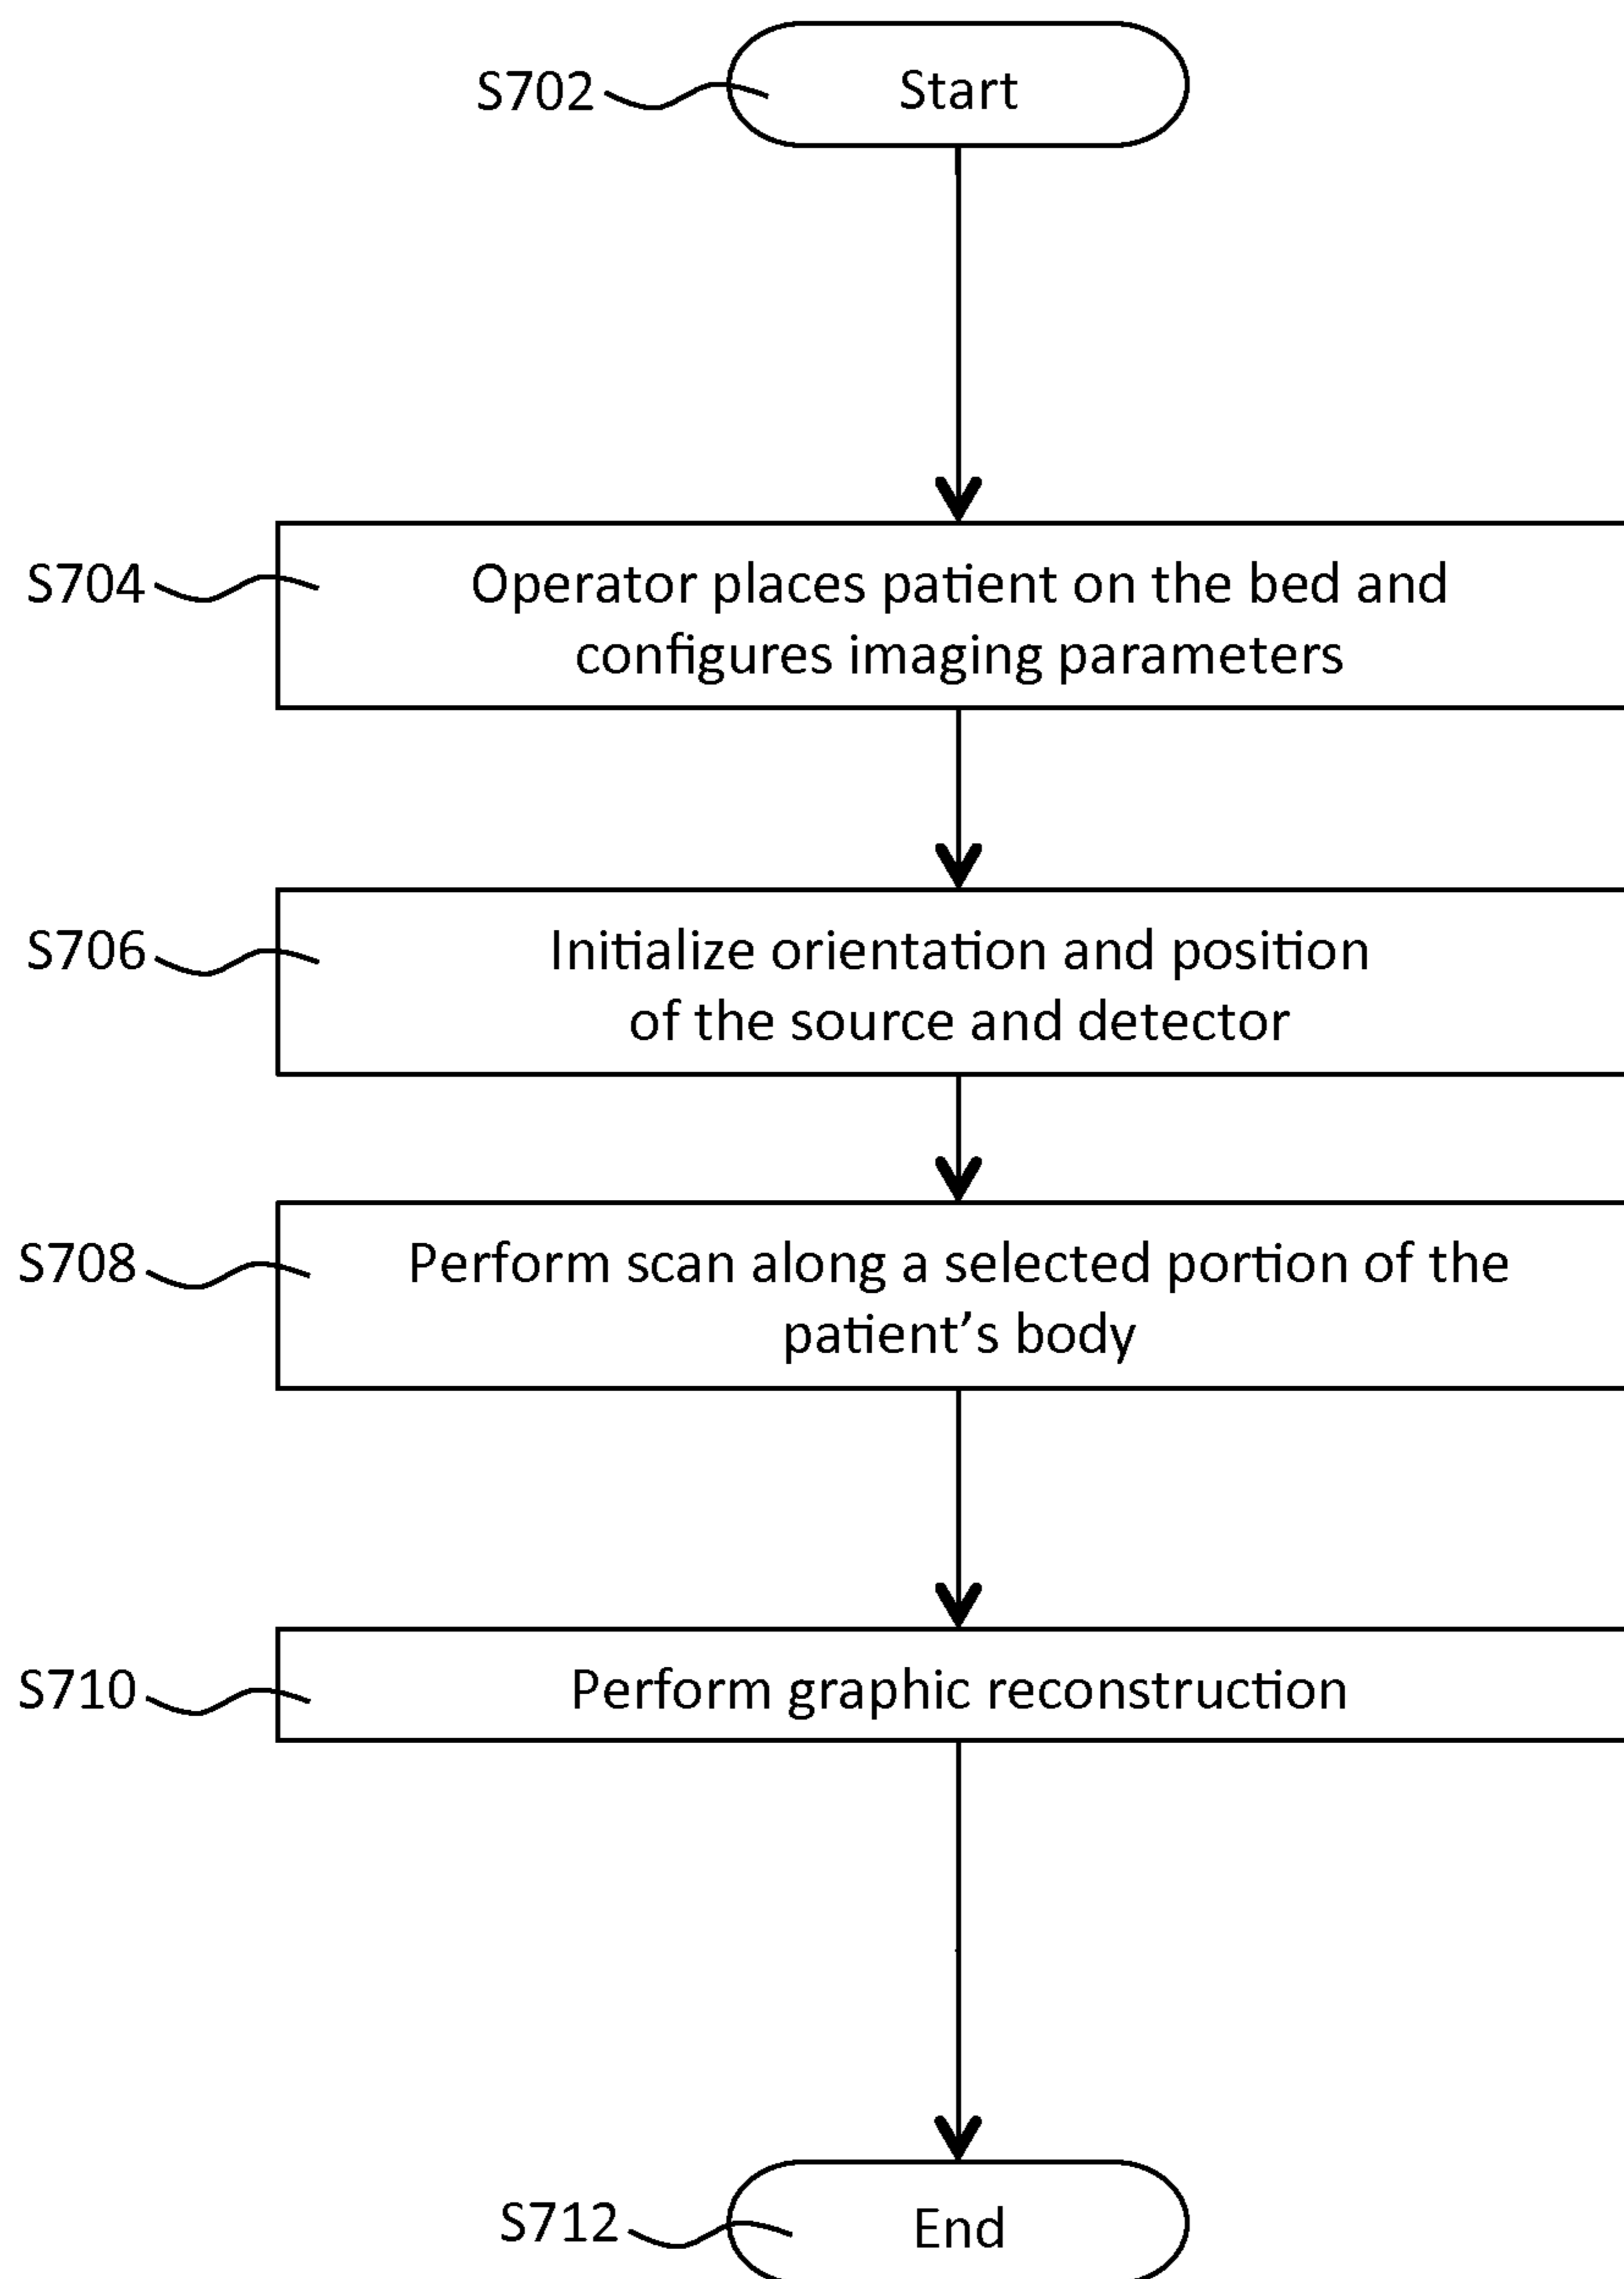 S702
Start
S704
Operator places patient on the bed and
configures imaging parameters
S706
Initialize orientation and position
of the source and detector
S708
Perform scan along a selected portion of the
patient’s body
S710
Perform graphic reconstruction
S712
End